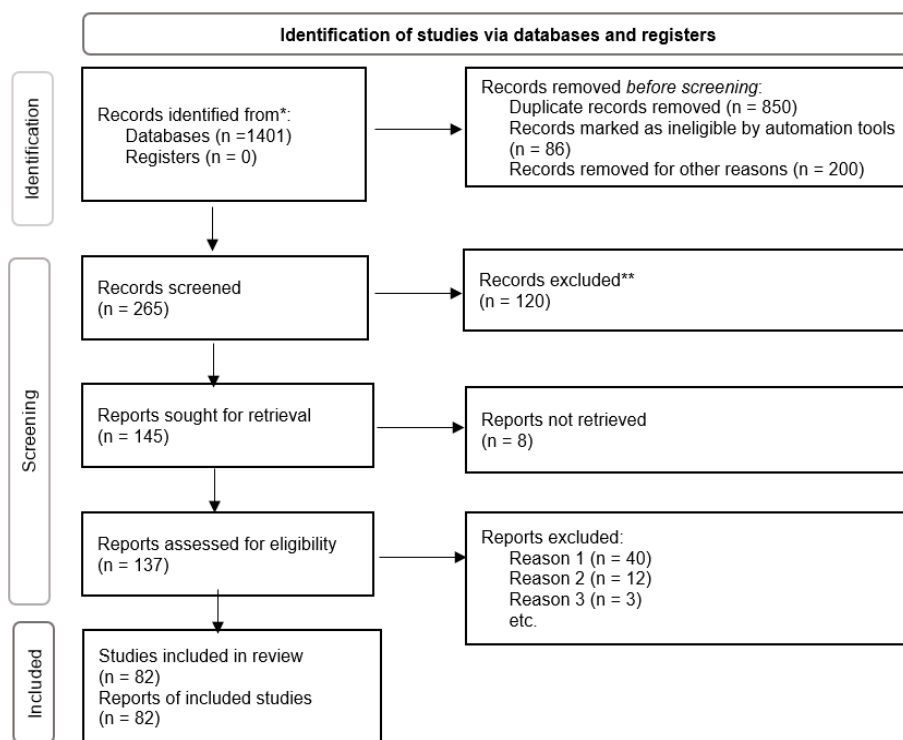 Identification of studies via databases and registers
Identification
Records identified from*:
Databases (n =1401)
Registers (n = 0)
Records removed before screening:
Duplicate records removed (n = 850)
Records marked as ineligible by automation tools
(n = 86)
Records removed for other reasons (n = 200)
Screening
Records screened
(n = 265)
Records excluded**
(n = 120)
Reports sought for retrieval
(n = 145)
Reports not retrieved
(n = 8)
Reports assessed for eligibility
(n = 137)
Reports excluded:
Reason 1 (n = 40)
Reason 2 (n = 12)
Reason 3 (n = 3)
etc.
Included
Studies included in review
(n = 82)
Reports of included studies
(n = 82)